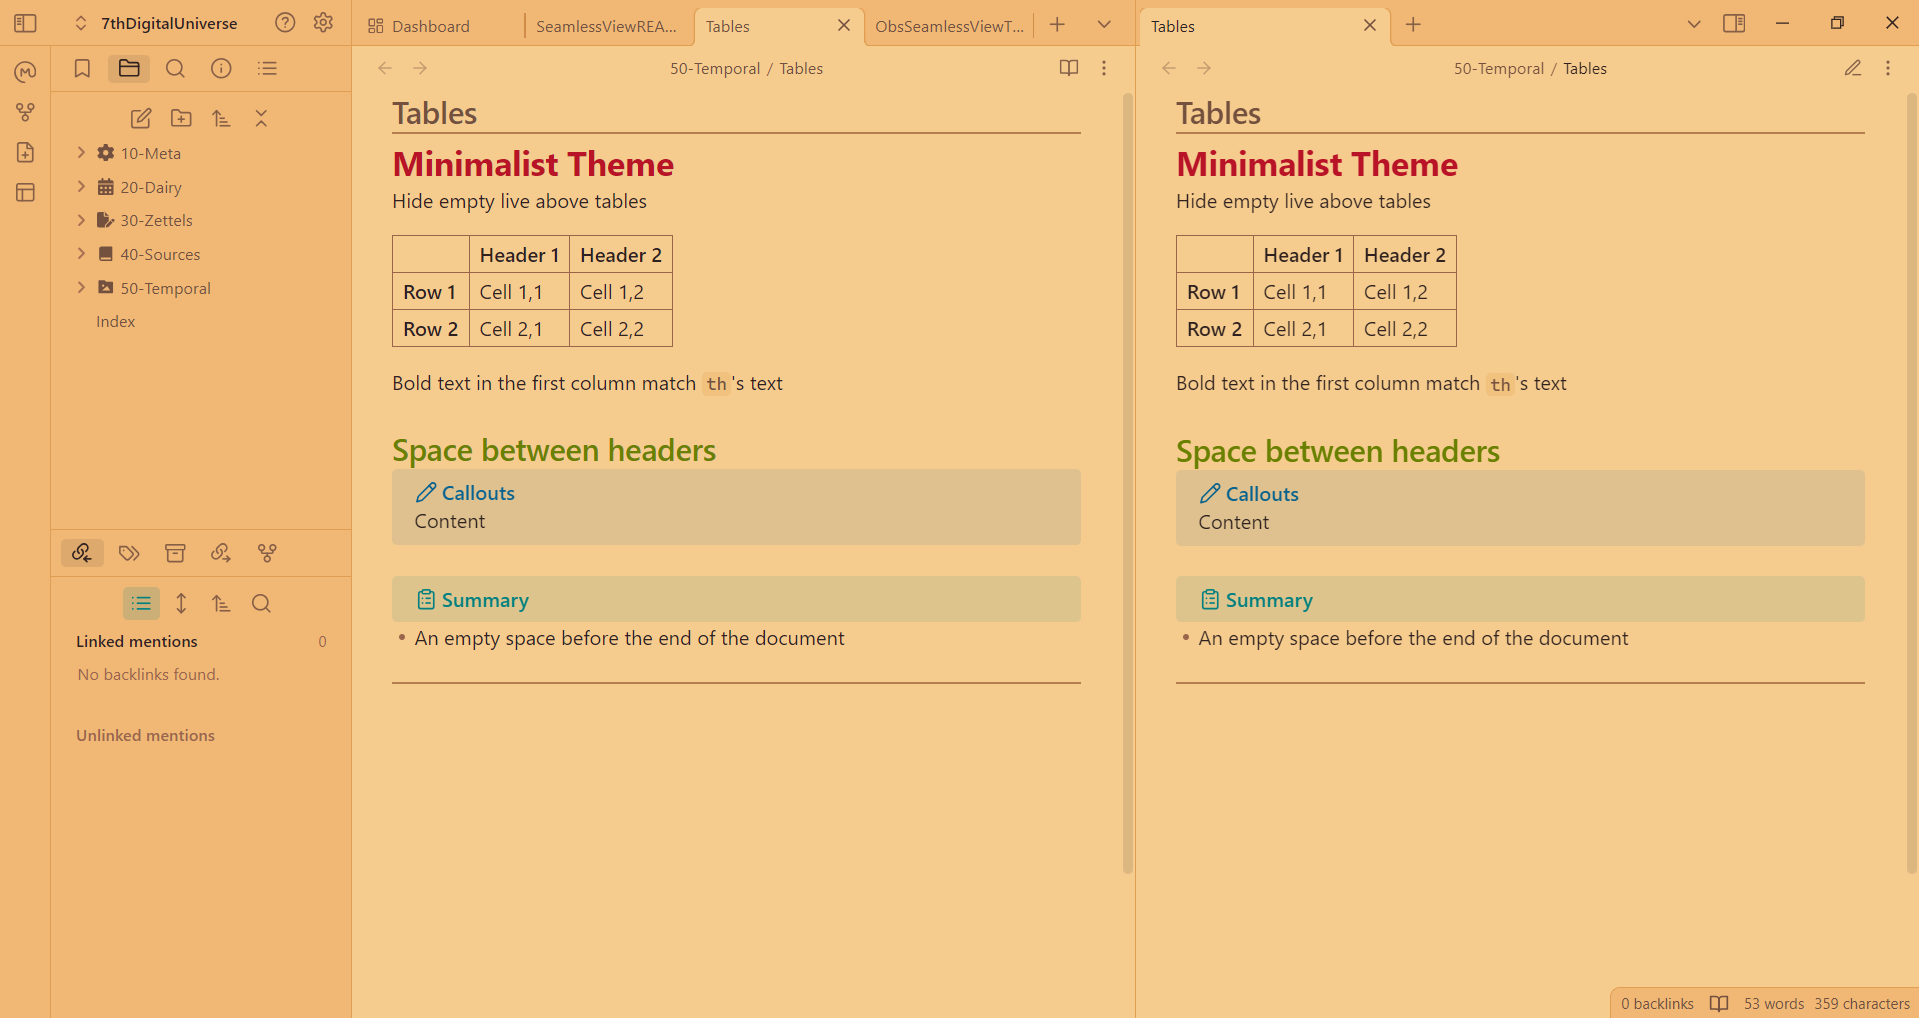 7thDigitalUniverse
Dashboard
SeamlessViewREA...
Tables
ObsSeamlessViewT...
Tables
10-Meta
20-Dairy
30-Zettels
40-Sources
50-Temporal
Index
Linked mentions 0
No backlinks found.
Unlinked mentions
50-Temporal / Tables
Tables
Minimalist Theme
Hide empty live above tables
Header 1 Header 2
Row 1 Cell 1,1 Cell 1,2
Row 2 Cell 2,1 Cell 2,2
Bold text in the first column match th's text
Space between headers
Callouts
Content
Summary
• An empty space before the end of the document
50-Temporal / Tables
Tables
Minimalist Theme
Hide empty live above tables
Header 1 Header 2
Row 1 Cell 1,1 Cell 1,2
Row 2 Cell 2,1 Cell 2,2
Bold text in the first column match th's text
Space between headers
Callouts
Content
Summary
• An empty space before the end of the document
0 backlinks 53 words 359 characters